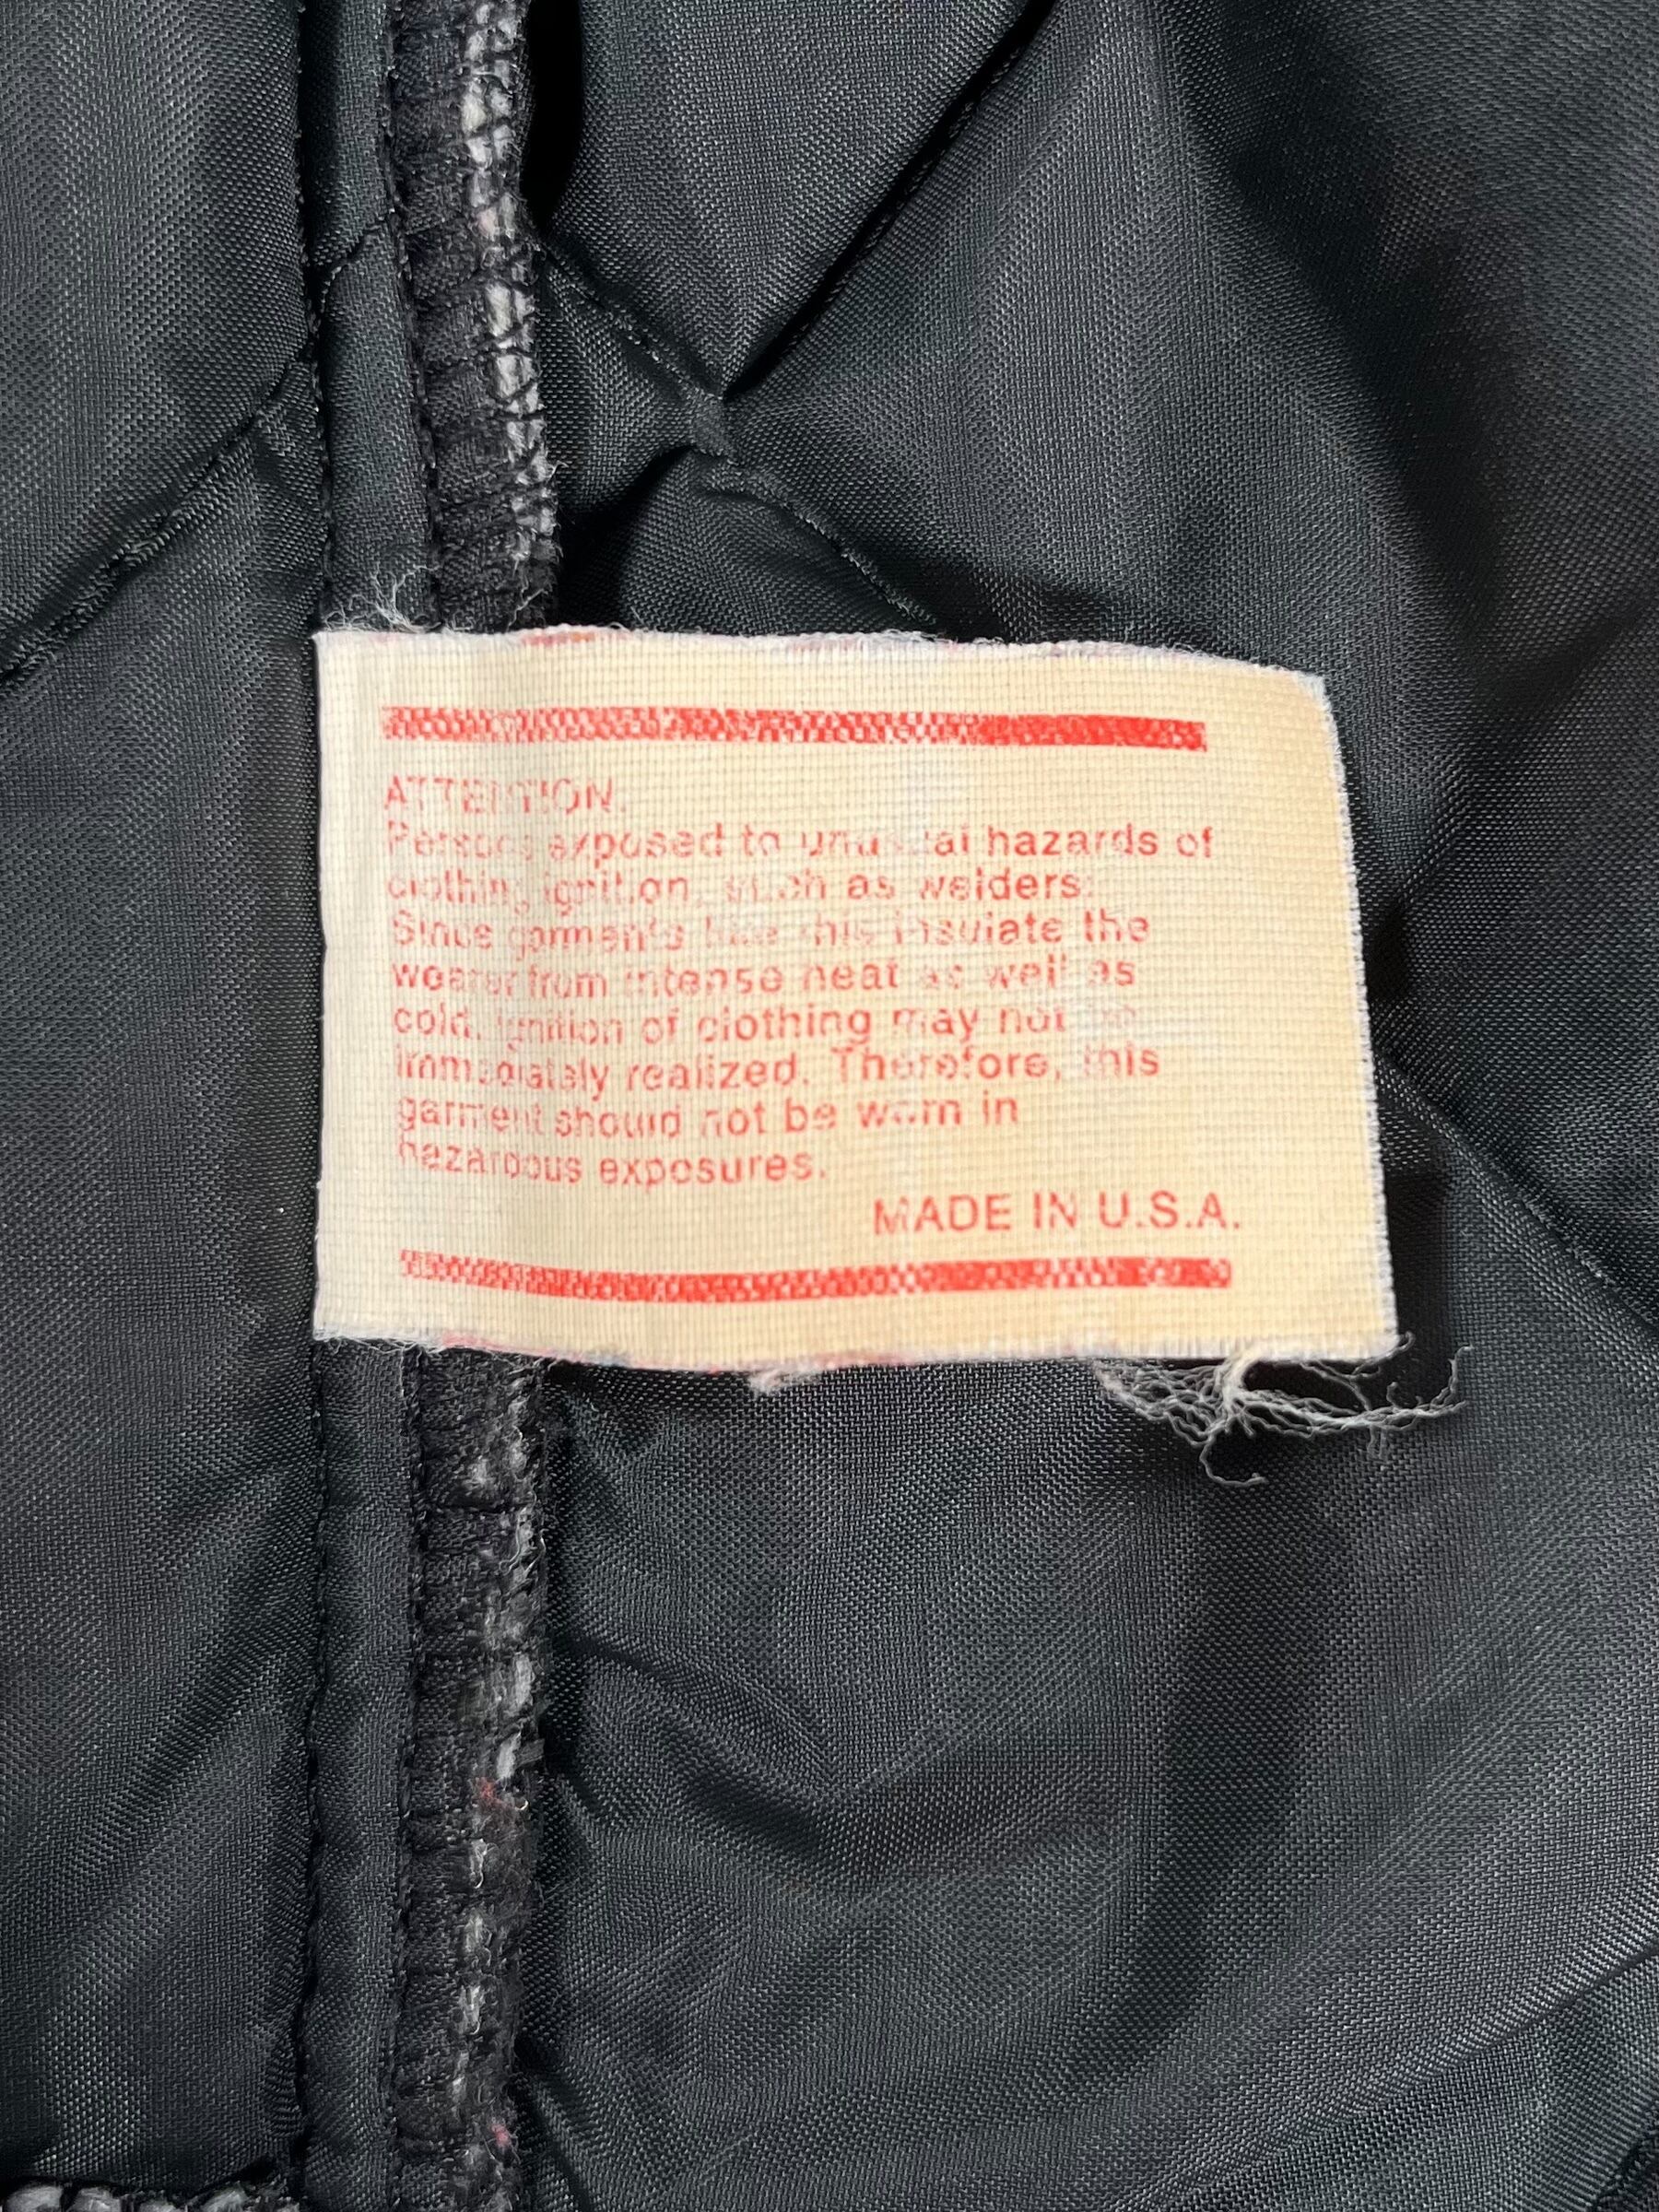 ATTENTION.
Persons exposed to unusual hazards of
clothing ignition, such as welders:
Since garments like this insulate the
wearer from intense heat as well as
cold, ignition of clothing may not be
immediately realized. Therefore, this
garment should not be worn in
hazardous exposures.
MADE IN U.S.A.